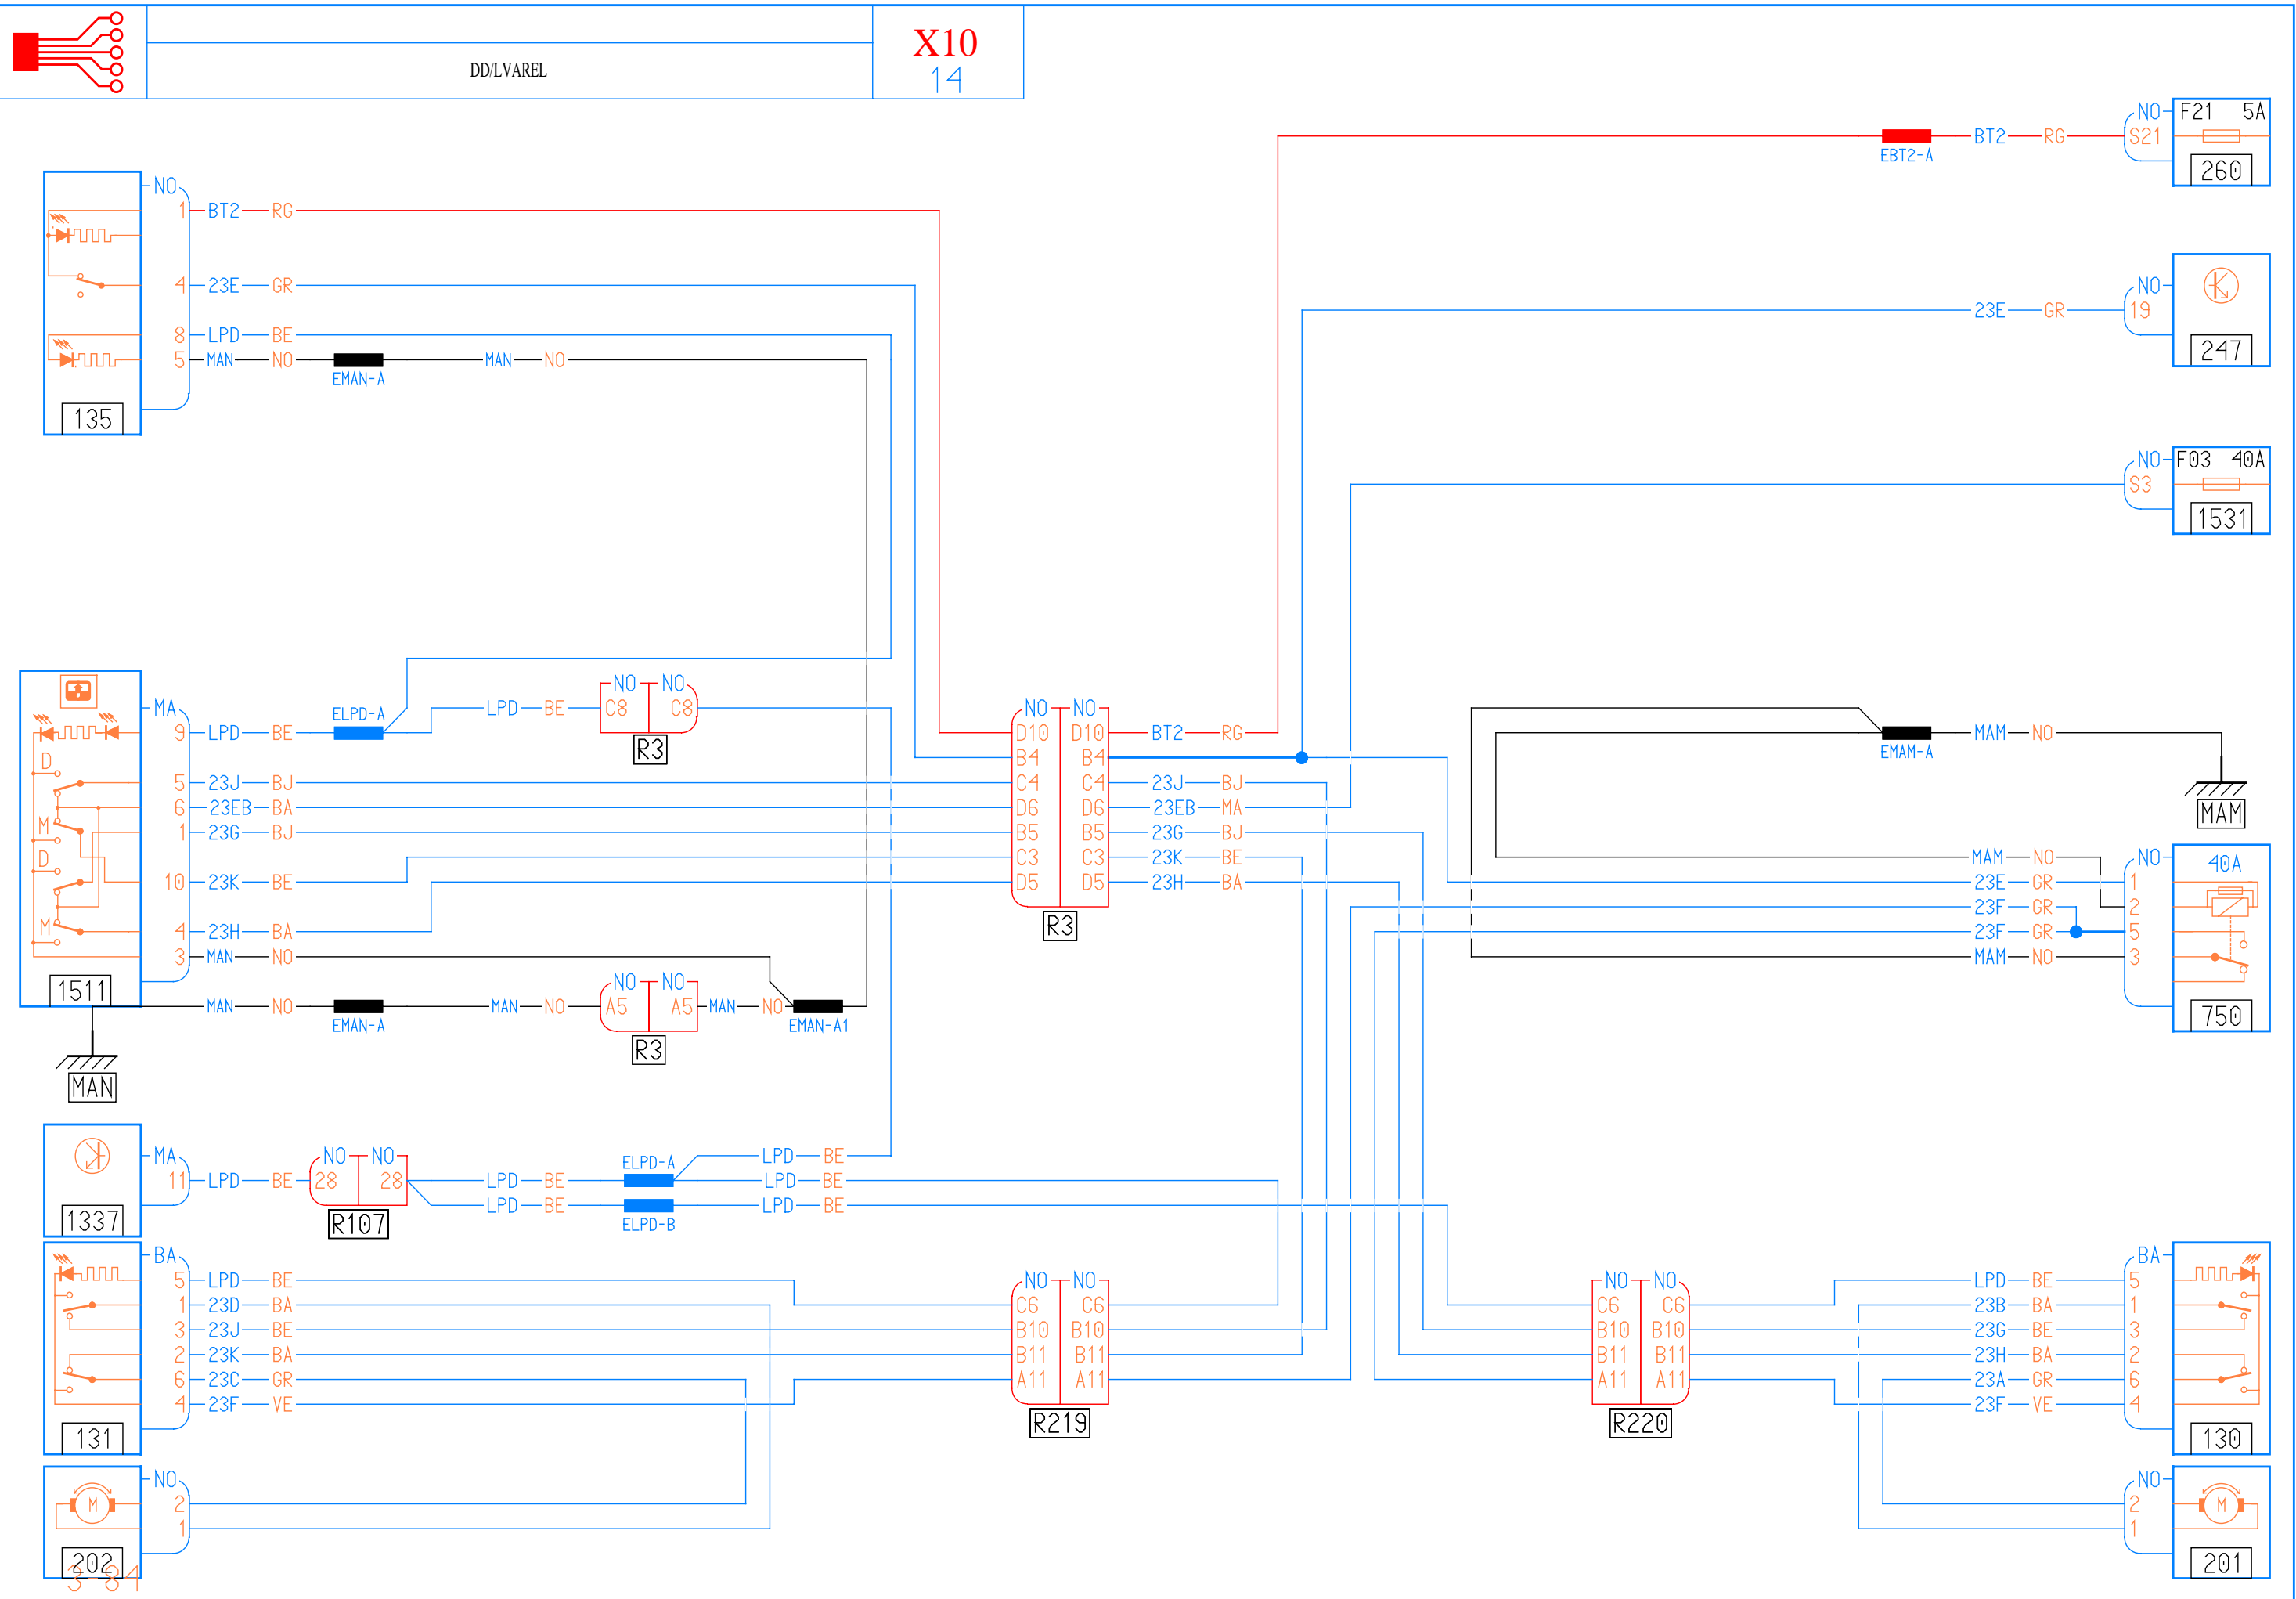 DD/LVAREL
X10
14
NO F21 5A
EBT2-A BT2 RG S21
260
NO
1 BT2 RG
4 23E GR
8 LPD BE
5 MAN NO MAN NO
EMAN-A
135
NO
23E GR 19
247
NO F03 40A
S3
1531
MA
9 LPD BE ELPD-A
LPD BE
NO NO
C8 C8
R3
D
5 23J BJ
6 23EB BA
M
1 23G BJ
D
10 23K BE
M
4 23H BA
3 MAN NO
1511
MAN NO EMAN-A MAN NO
NO NO
A5 A5 MAN NO
EMAN-A1
R3
MAN
NO NO
D10 D10 BT2 RG
B4 B4
C4 C4 23J BJ
D6 D6 23EB MA
B5 B5 23G BJ
C3 C3 23K BE
D5 D5 23H BA
R3
EMAM-A MAM NO
MAM
MAM NO NO 40A
23E GR 1
23F GR 2
23F GR 5
MAM NO 3
750
MA
11 LPD BE
1337
NO NO
28 28
R107
LPD BE ELPD-A LPD BE
LPD BE
LPD BE ELPD-B LPD BE
BA
5 LPD BE
1 23D BA
3 23J BE
2 23K BA
6 23C GR
4 23F VE
131
NO NO
C6 C6
B10 B10
B11 B11
A11 A11
R219
NO NO
C6 C6
B10 B10
B11 B11
A11 A11
R220
BA
LPD BE 5
23B BA 1
23G BE 3
23H BA 2
23A GR 6
23F VE 4
130
NO
2
1
M
202
3-84
NO
2
1
M
201